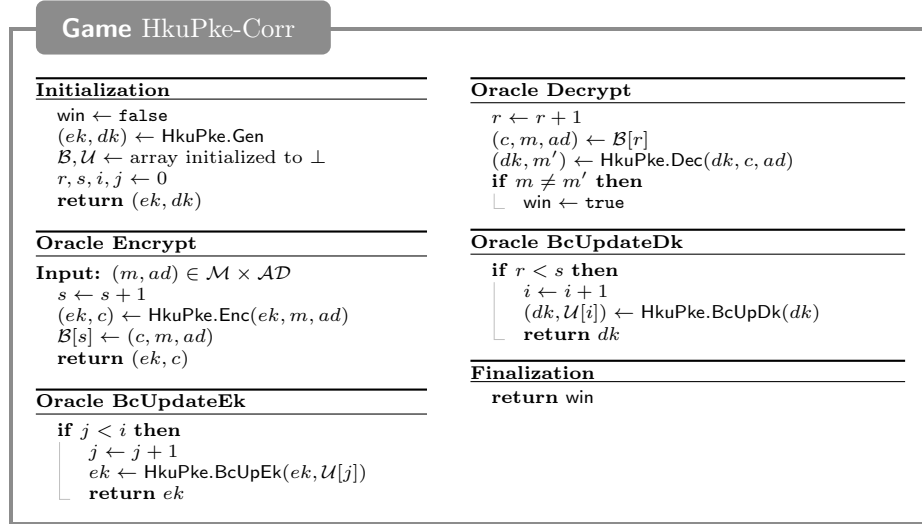 Game HkuPke-Corr
Initialization
win ← false
(ek, dk) ← HkuPke.Gen
B, U ← array initialized to ⊥
r, s, i, j ← 0
return (ek, dk)
Oracle Encrypt
Input: (m, ad) ∈ M × AD
s ← s + 1
(ek, c) ← HkuPke.Enc(ek, m, ad)
B[s] ← (c, m, ad)
return (ek, c)
Oracle BcUpdateEk
if j < i then
j ← j + 1
ek ← HkuPke.BcUpEk(ek, U[j])
return ek
Oracle Decrypt
r ← r + 1
(c, m, ad) ← B[r]
(dk, m′) ← HkuPke.Dec(dk, c, ad)
if m ≠ m′ then
win ← true
Oracle BcUpdateDk
if r < s then
i ← i + 1
(dk, U[i]) ← HkuPke.BcUpDk(dk)
return dk
Finalization
return win